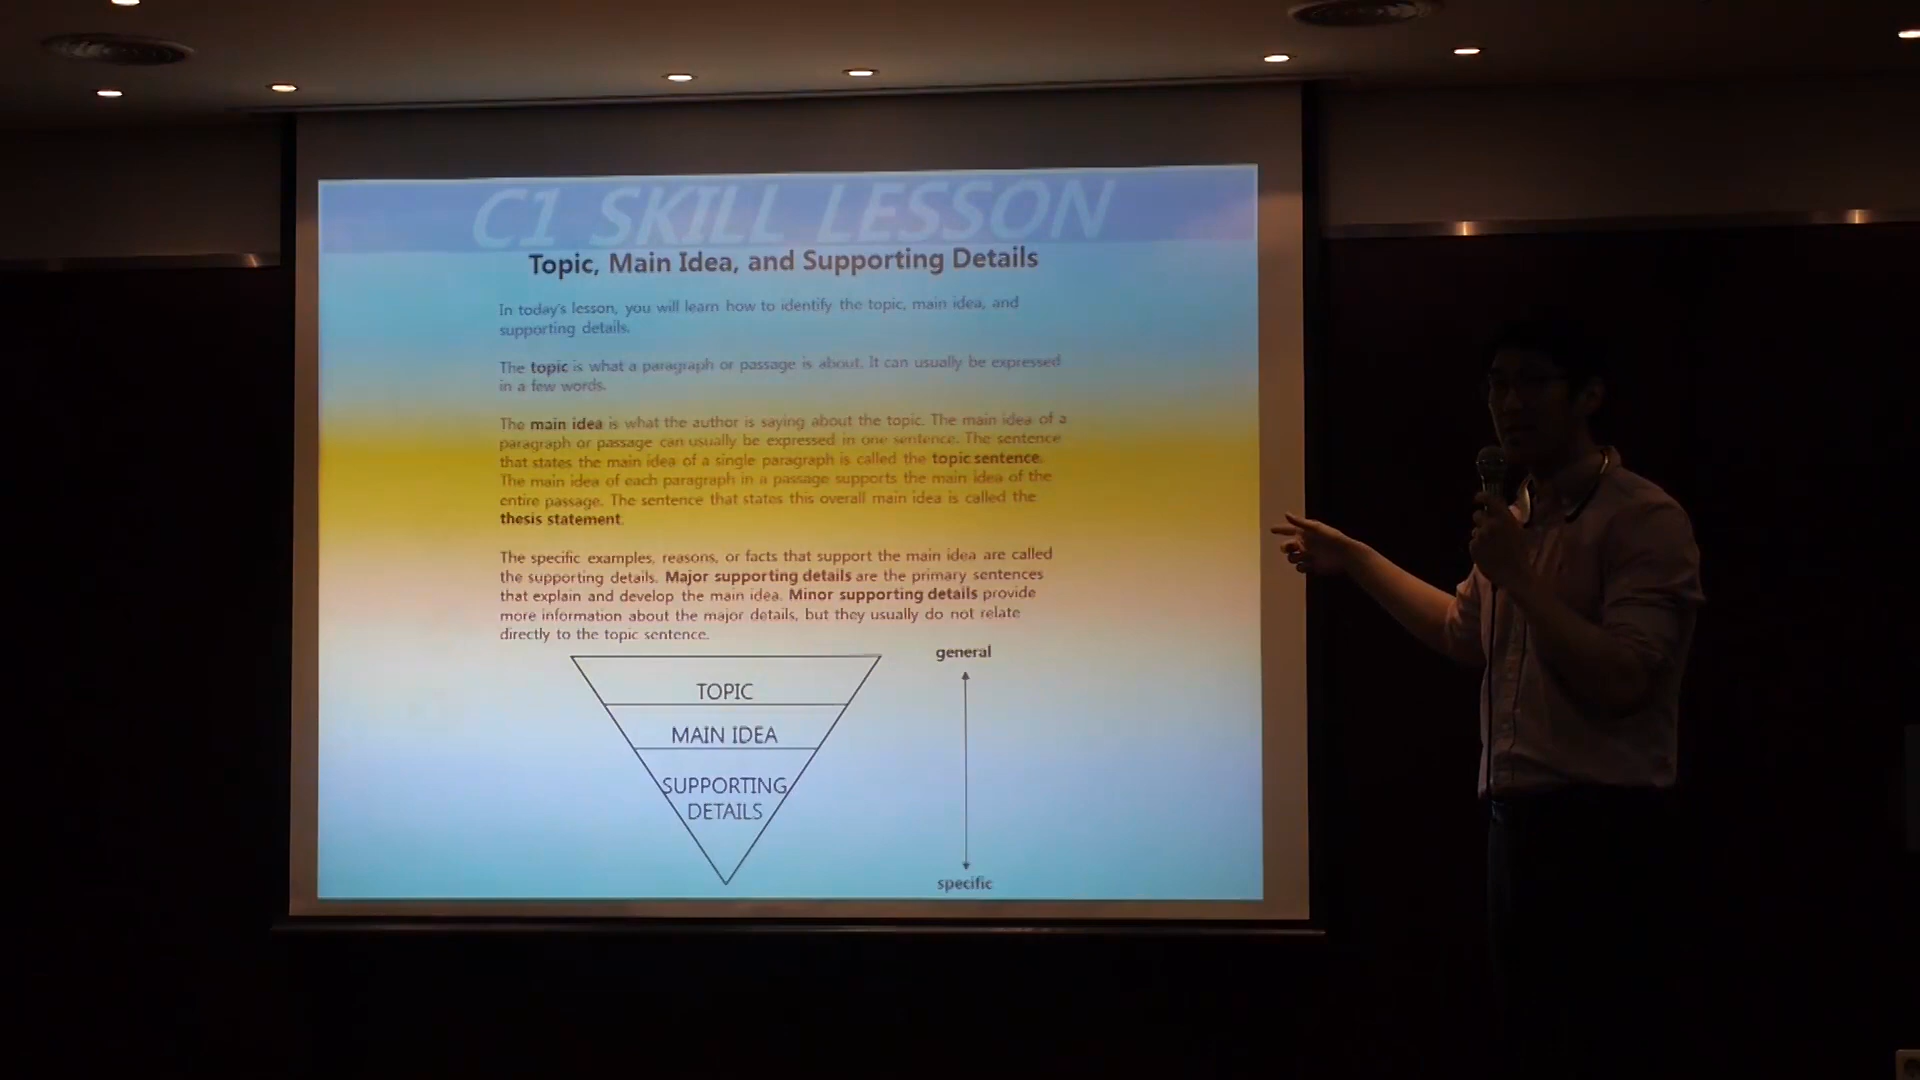 C1 SKILL LESSON
Topic, Main Idea, and Supporting Details
In today's lesson, you will learn how to identify the topic, main idea, and
supporting details.
The topic is what a paragraph or passage is about. It can usually be expressed
in a few words.
The main idea is what the author is saying about the topic. The main idea of a
paragraph or passage can usually be expressed in one sentence. The sentence
that states the main idea of a single paragraph is called the topic sentence.
The main idea of each paragraph in a passage supports the main idea of the
entire passage. The sentence that states this overall main idea is called the
thesis statement.
The specific examples, reasons, or facts that support the main idea are called
the supporting details. Major supporting details are the primary sentences
that explain and develop the main idea. Minor supporting details provide
more information about the major details, but they usually do not relate
directly to the topic sentence.
general
TOPIC
MAIN IDEA
SUPPORTING
DETAILS
specific